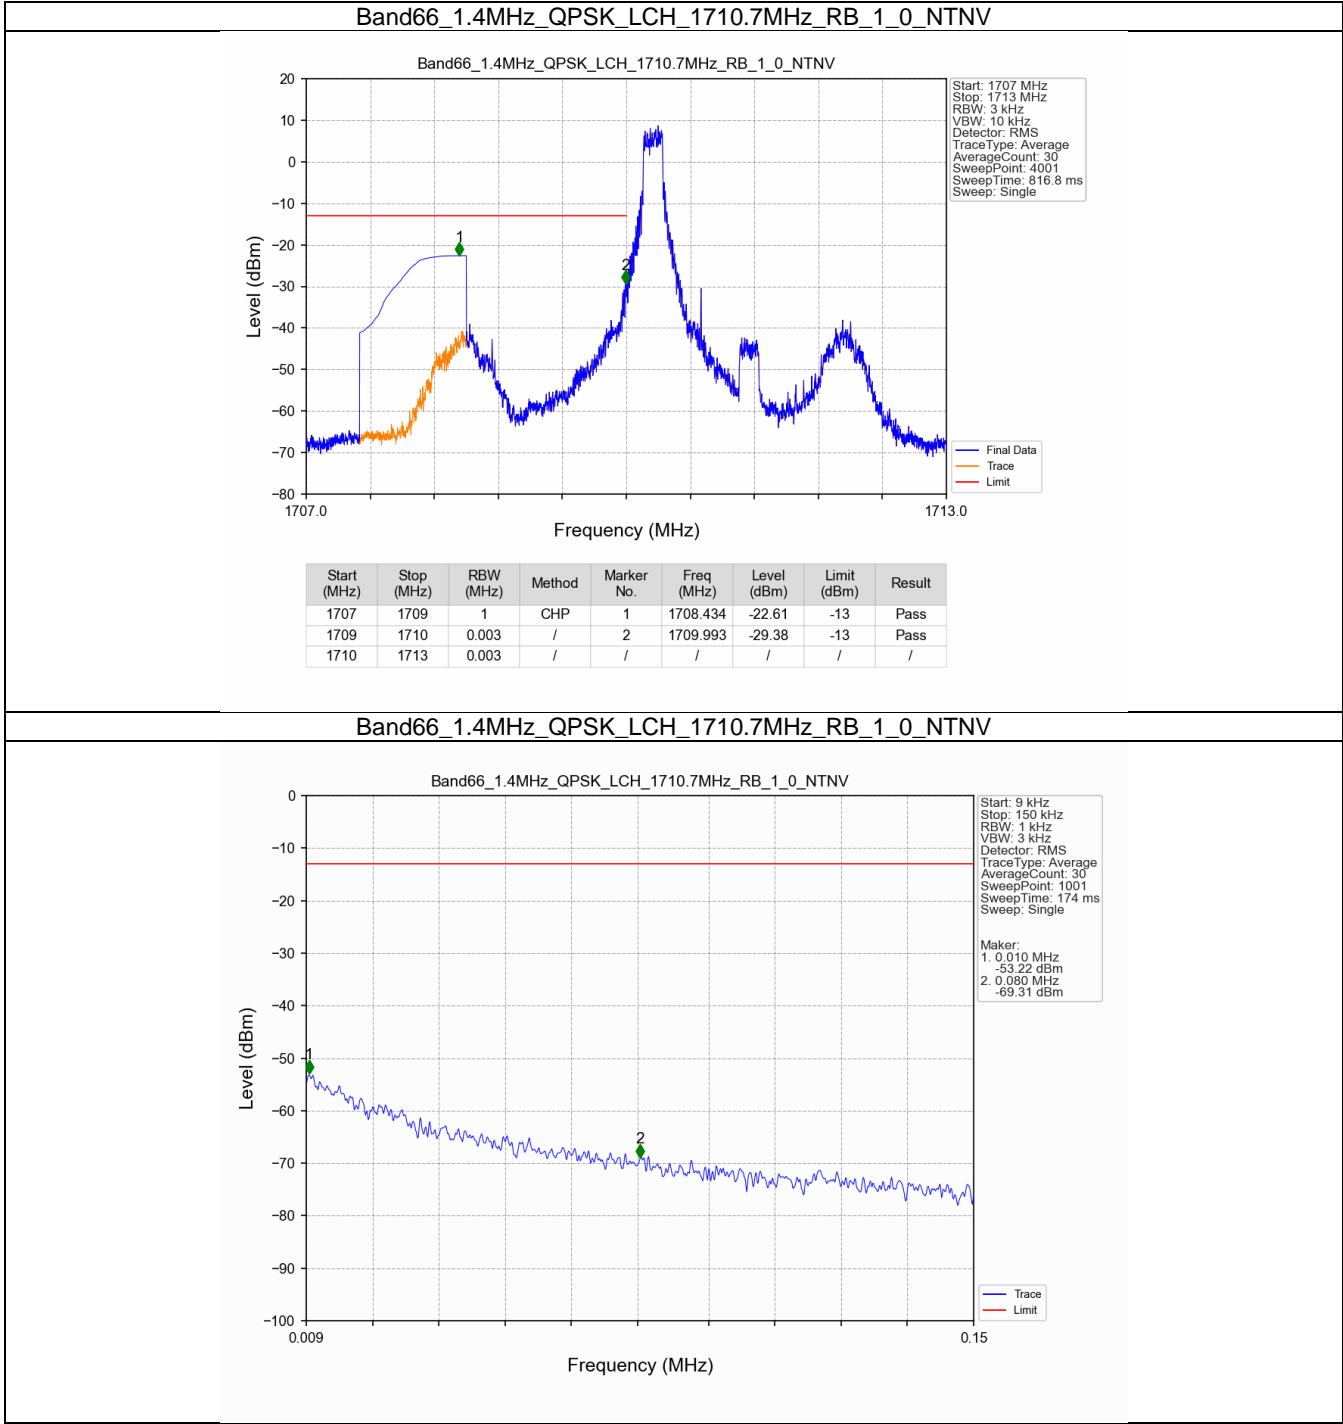 Band66_1.4MHz_QPSK_LCH_1710.7MHz_RB_1_0_NTNV
Band66_1.4MHz_QPSK_LCH_1710.7MHz_RB_1_0_NTNV
20
10
0
−10
−20
−30
−40
−50
−60
−70
−80
Level (dBm)
1
2
1707.0
1713.0
Frequency (MHz)
Start: 1707 MHz
Stop: 1713 MHz
RBW: 3 kHz
VBW: 10 kHz
Detector: RMS
TraceType: Average
AverageCount: 30
SweepPoint: 4001
SweepTime: 816.8 ms
Sweep: Single
Final Data
Trace
Limit
Start (MHz) Stop (MHz) RBW (MHz) Method Marker No. Freq (MHz) Level (dBm) Limit (dBm) Result
1707 1709 1 CHP 1 1708.434 -22.61 -13 Pass
1709 1710 0.003 / 2 1709.993 -29.38 -13 Pass
1710 1713 0.003 / / / / / /
Band66_1.4MHz_QPSK_LCH_1710.7MHz_RB_1_0_NTNV
Band66_1.4MHz_QPSK_LCH_1710.7MHz_RB_1_0_NTNV
0
−10
−20
−30
−40
−50
−60
−70
−80
−90
−100
Level (dBm)
1
2
0.009
0.15
Frequency (MHz)
Start: 9 kHz
Stop: 150 kHz
RBW: 1 kHz
VBW: 3 kHz
Detector: RMS
TraceType: Average
AverageCount: 30
SweepPoint: 1001
SweepTime: 174 ms
Sweep: Single
Maker:
1. 0.010 MHz
-53.22 dBm
2. 0.080 MHz
-69.31 dBm
Trace
Limit